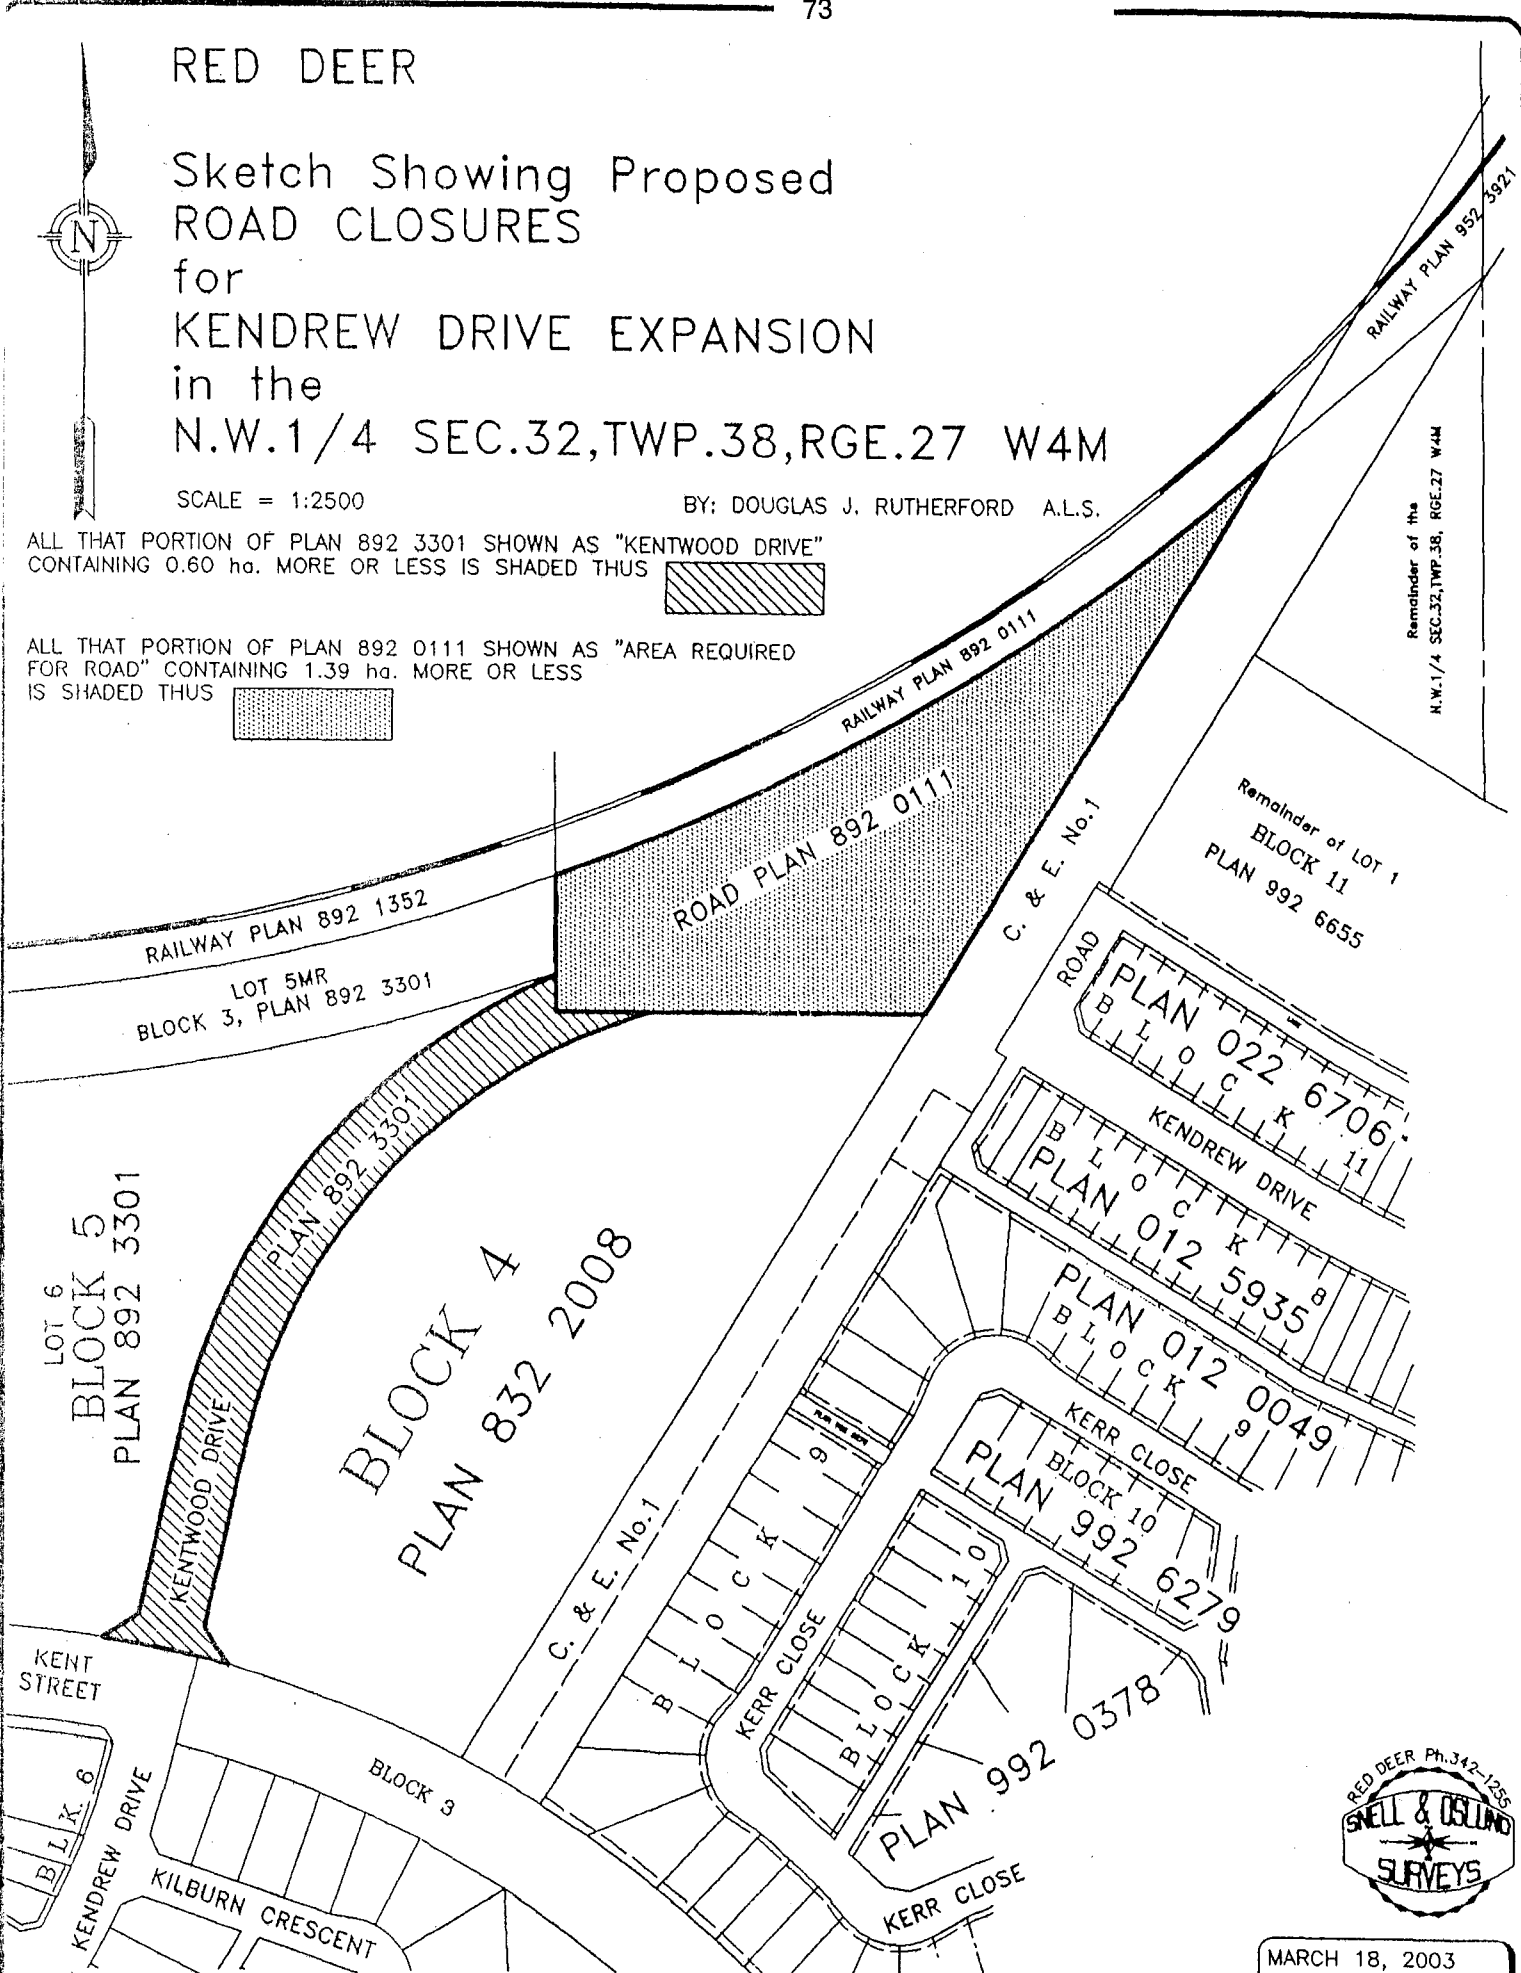 73
RED DEER
Sketch Showing Proposed
ROAD CLOSURES
for
KENDREW DRIVE EXPANSION
in the
N.W.1/4 SEC.32,TWP.38,RGE.27 W4M
N
SCALE = 1:2500
BY: DOUGLAS J. RUTHERFORD A.L.S.
ALL THAT PORTION OF PLAN 892 3301 SHOWN AS "KENTWOOD DRIVE"
CONTAINING 0.60 ha. MORE OR LESS IS SHADED THUS
ALL THAT PORTION OF PLAN 892 0111 SHOWN AS "AREA REQUIRED
FOR ROAD" CONTAINING 1.39 ha. MORE OR LESS
IS SHADED THUS
RAILWAY PLAN 952 3921
Remainder of the
N.W.1/4 SEC.32,TWP.38, RGE.27 W4M
RAILWAY PLAN 892 0111
ROAD PLAN 892 0111
C. & E. No.1
Remainder of LOT 1
BLOCK 11
PLAN 992 6655
RAILWAY PLAN 892 1352
LOT 5MR
BLOCK 3, PLAN 892 3301
ROAD
PLAN 022 6706
BLOCK 11
LANE
KENDREW DRIVE
BLOCK 8
PLAN 012 5935
PLAN 892 3301
LOT 6
BLOCK 5
PLAN 892 3301
BLOCK 4
PLAN 832 2008
PLAN 012 0049
BLOCK 9
KERR CLOSE
BLOCK 10
PLAN 992 6279
KENTWOOD DRIVE
C. & E. No.1
BLOCK 9
BLOCK 10
KERR CLOSE
PLAN 992 0378
KENT
STREET
BLOCK 3
BLK. 6
KENDREW DRIVE
KILBURN CRESCENT
KERR CLOSE
RED DEER Ph.342-1255
SNELL & OSLUND
SURVEYS
MARCH 18, 2003